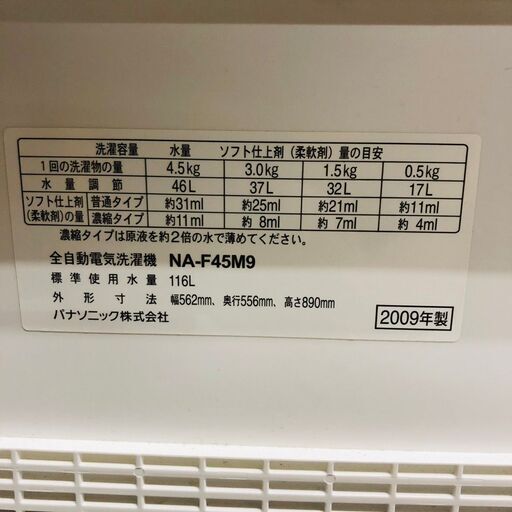 洗濯容量 水量 ソフト仕上剤（柔軟剤）量の目安
1回の洗濯物の量 4.5kg 3.0kg 1.5kg 0.5kg
水量調節 46L 37L 32L 17L
ソフト仕上剤 普通タイプ 約31ml 約25ml 約21ml 約11ml
（柔軟剤）の量 濃縮タイプ 約11ml 約 8ml 約 7ml 約 4ml
濃縮タイプは原液を約2倍の水で薄めてください。
全自動電気洗濯機 NA-F45M9
標準使用水量 116L
外形寸法 幅562mm、奥行556mm、高さ890mm
パナソニック株式会社 2009年製